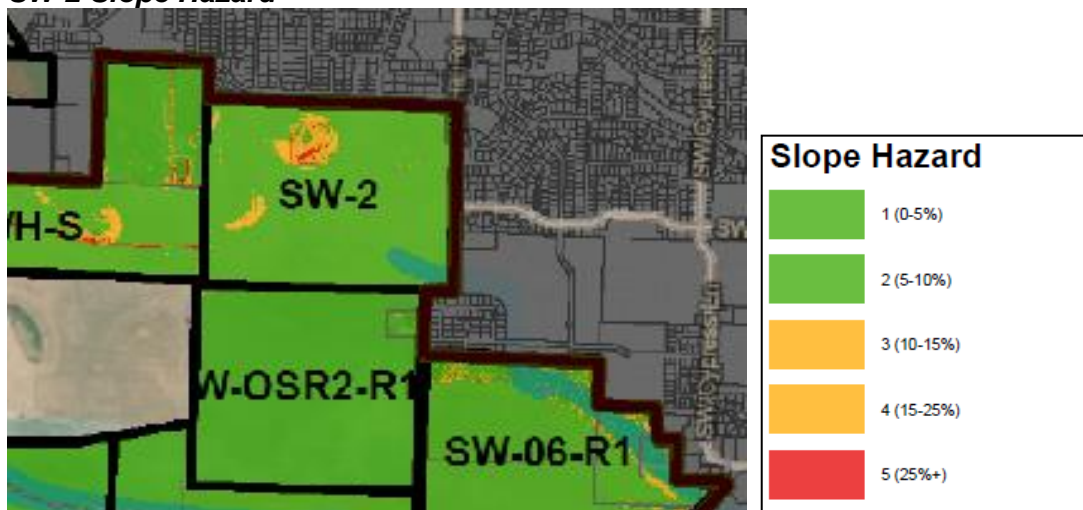 SW-2 Slope Hazard
SW-2
W-OSR2-R1
SW-06-R1
Slope Hazard
1 (0-5%)
2 (5-10%)
3 (10-15%)
4 (15-25%)
5 (25%+)